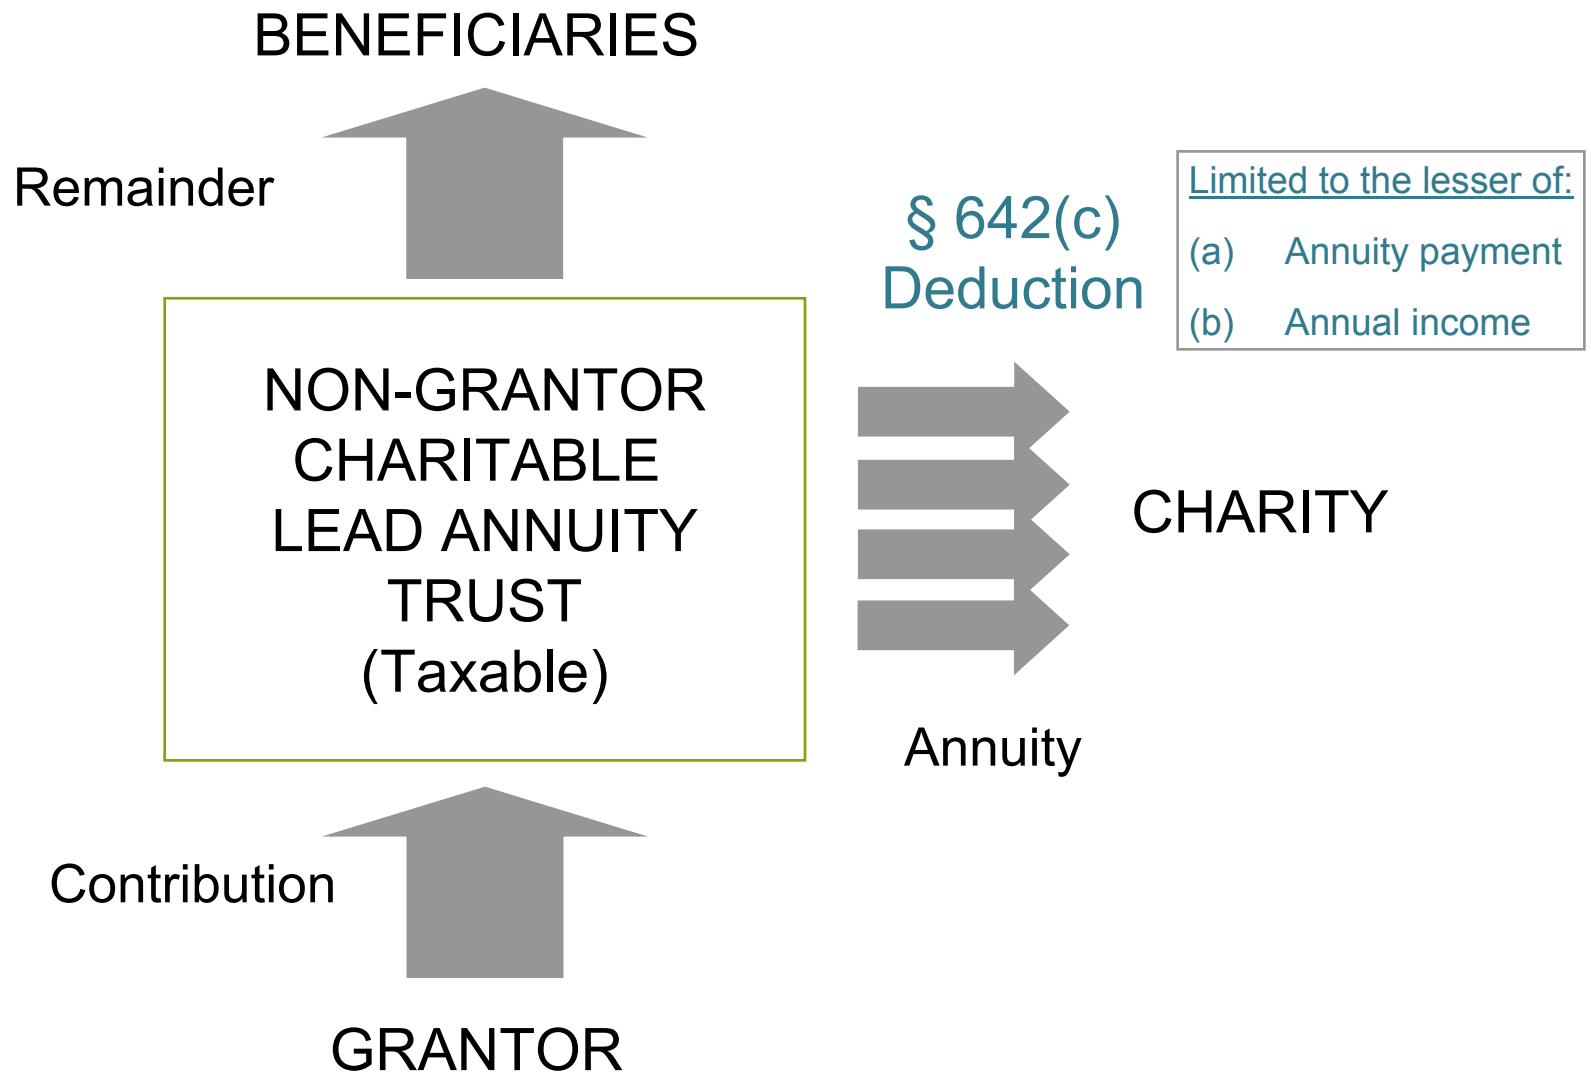 BENEFICIARIES
Remainder
§ 642(c)
Deduction
Limited to the lesser of:
(a) Annuity payment
(b) Annual income
NON-GRANTOR
CHARITABLE
LEAD ANNUITY
TRUST
(Taxable)
CHARITY
Annuity
Contribution
GRANTOR